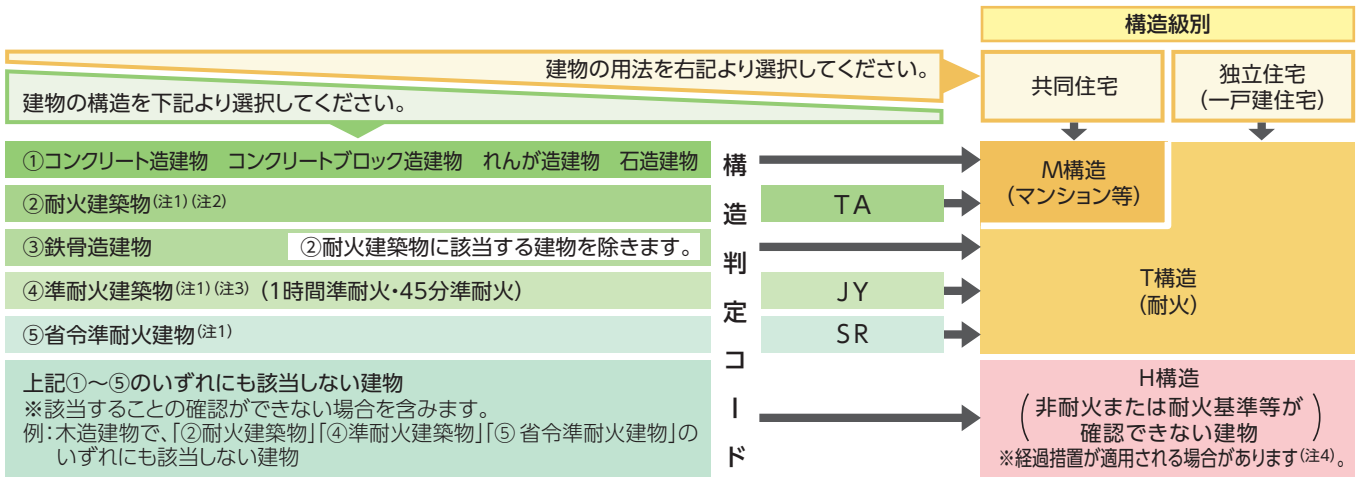 構造級別
建物の用法を右記より選択してください。
共同住宅
独立住宅
(一戸建住宅)
建物の構造を下記より選択してください。
構造判定コード
①コンクリート造建物 コンクリートブロック造建物 れんが造建物 石造建物
M構造
(マンション等)
②耐火建築物(注1)(注2)
TA
③鉄骨造建物 ②耐火建築物に該当する建物を除きます。
T構造
(耐火)
④準耐火建築物(注1)(注3)(1時間準耐火・45分準耐火)
JY
⑤省令準耐火建物(注1)
SR
上記①~⑤のいずれにも該当しない建物
※該当することの確認ができない場合を含みます。
例:木造建物で、「②耐火建築物」「④準耐火建築物」「⑤省令準耐火建物」の
いずれにも該当しない建物
H構造
(非耐火または耐火基準等が
確認できない建物)
※経過措置が適用される場合があります(注4)。